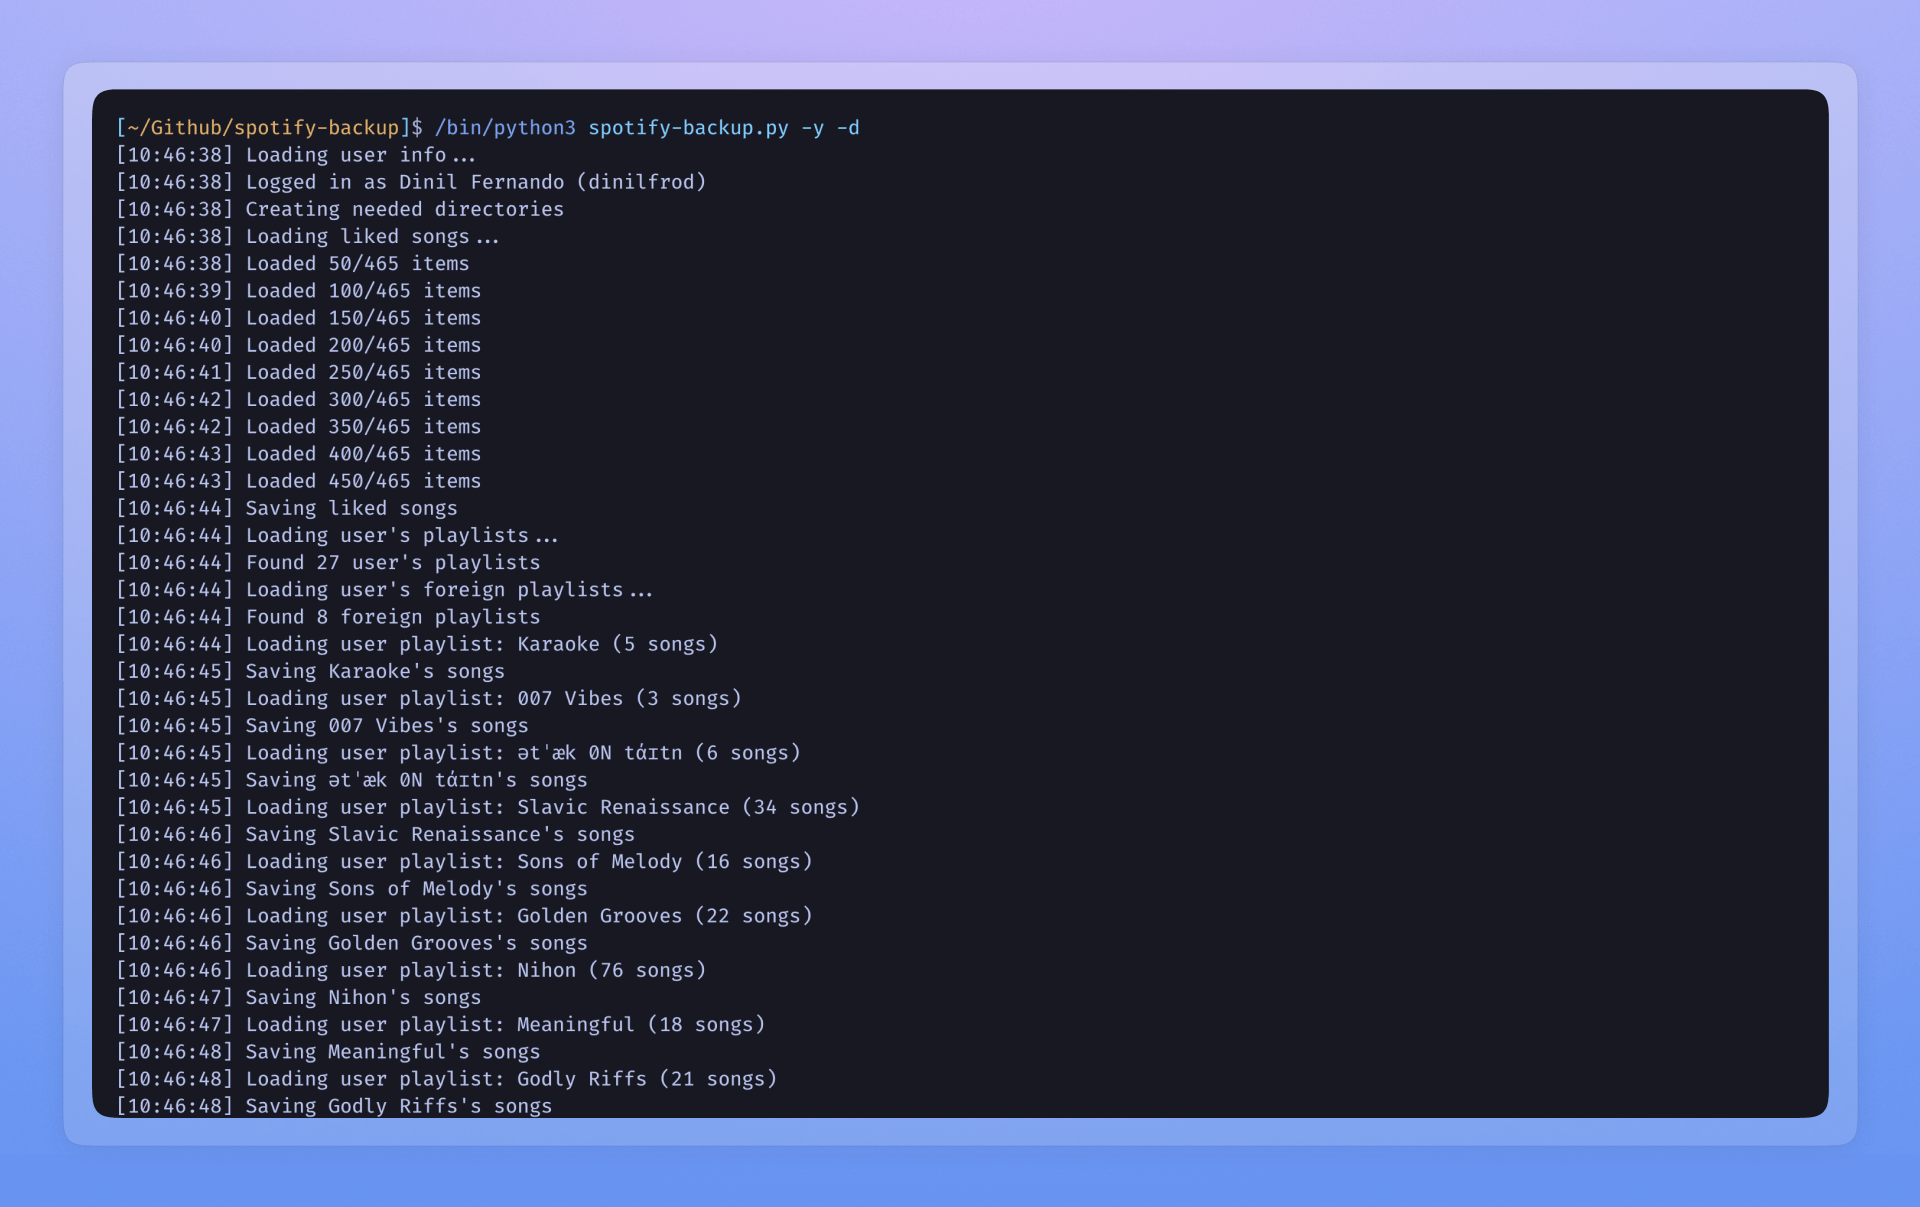 [~/Github/spotify-backup]$ /bin/python3 spotify-backup.py -y -d
[10:46:38] Loading user info...
[10:46:38] Logged in as Dinil Fernando (dinilfrod)
[10:46:38] Creating needed directories
[10:46:38] Loading liked songs...
[10:46:38] Loaded 50/465 items
[10:46:39] Loaded 100/465 items
[10:46:40] Loaded 150/465 items
[10:46:40] Loaded 200/465 items
[10:46:41] Loaded 250/465 items
[10:46:42] Loaded 300/465 items
[10:46:42] Loaded 350/465 items
[10:46:43] Loaded 400/465 items
[10:46:43] Loaded 450/465 items
[10:46:44] Saving liked songs
[10:46:44] Loading user's playlists...
[10:46:44] Found 27 user's playlists
[10:46:44] Loading user's foreign playlists...
[10:46:44] Found 8 foreign playlists
[10:46:44] Loading user playlist: Karaoke (5 songs)
[10:46:45] Saving Karaoke's songs
[10:46:45] Loading user playlist: 007 Vibes (3 songs)
[10:46:45] Saving 007 Vibes's songs
[10:46:45] Loading user playlist: ətˈæk 0N tάɪtn (6 songs)
[10:46:45] Saving ətˈæk 0N tάɪtn's songs
[10:46:45] Loading user playlist: Slavic Renaissance (34 songs)
[10:46:46] Saving Slavic Renaissance's songs
[10:46:46] Loading user playlist: Sons of Melody (16 songs)
[10:46:46] Saving Sons of Melody's songs
[10:46:46] Loading user playlist: Golden Grooves (22 songs)
[10:46:46] Saving Golden Grooves's songs
[10:46:46] Loading user playlist: Nihon (76 songs)
[10:46:47] Saving Nihon's songs
[10:46:47] Loading user playlist: Meaningful (18 songs)
[10:46:48] Saving Meaningful's songs
[10:46:48] Loading user playlist: Godly Riffs (21 songs)
[10:46:48] Saving Godly Riffs's songs